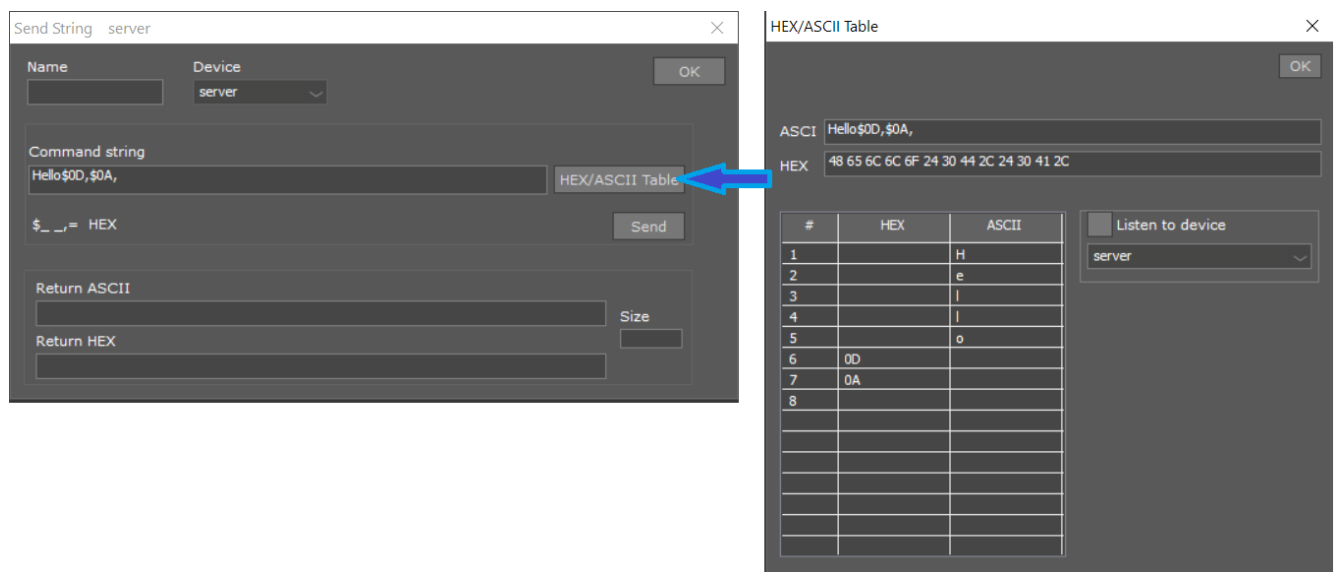 Send String server
Name Device
server
OK
Command string
Hello$0D,$0A,
HEX/ASCII Table
$_ _,= HEX
Send
Return ASCII
Size
Return HEX
HEX/ASCII Table
OK
ASCI Hello$0D,$0A,
HEX 48 65 6C 6C 6F 24 30 44 2C 24 30 41 2C
# HEX ASCII
1 H
2 e
3 l
4 l
5 o
6 0D
7 0A
8
Listen to device
server